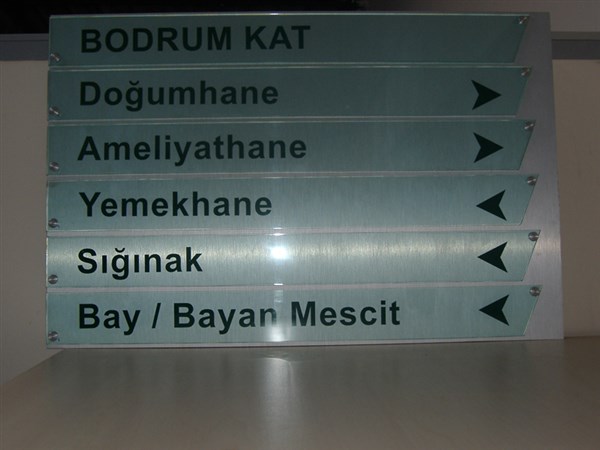 BODRUM KAT
Doğumhane
Ameliyathane
Yemekhane
Sığınak
Bay / Bayan Mescit